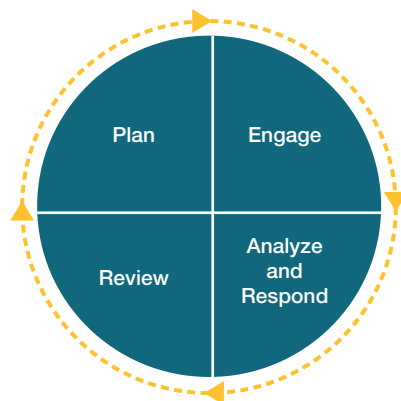 Plan
Engage
Review
Analyze
and
Respond